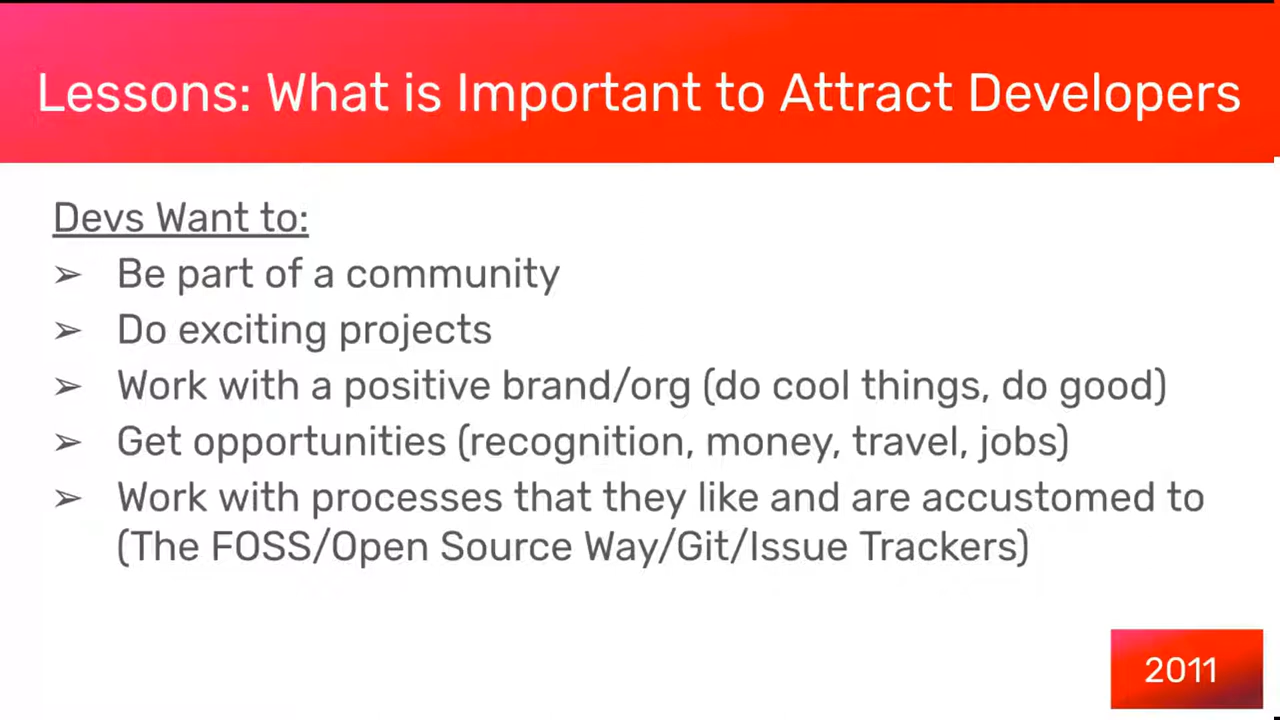 Lessons: What is Important to Attract Developers
Devs Want to:
➢ Be part of a community
➢ Do exciting projects
➢ Work with a positive brand/org (do cool things, do good)
➢ Get opportunities (recognition, money, travel, jobs)
➢ Work with processes that they like and are accustomed to
(The FOSS/Open Source Way/Git/Issue Trackers)
2011